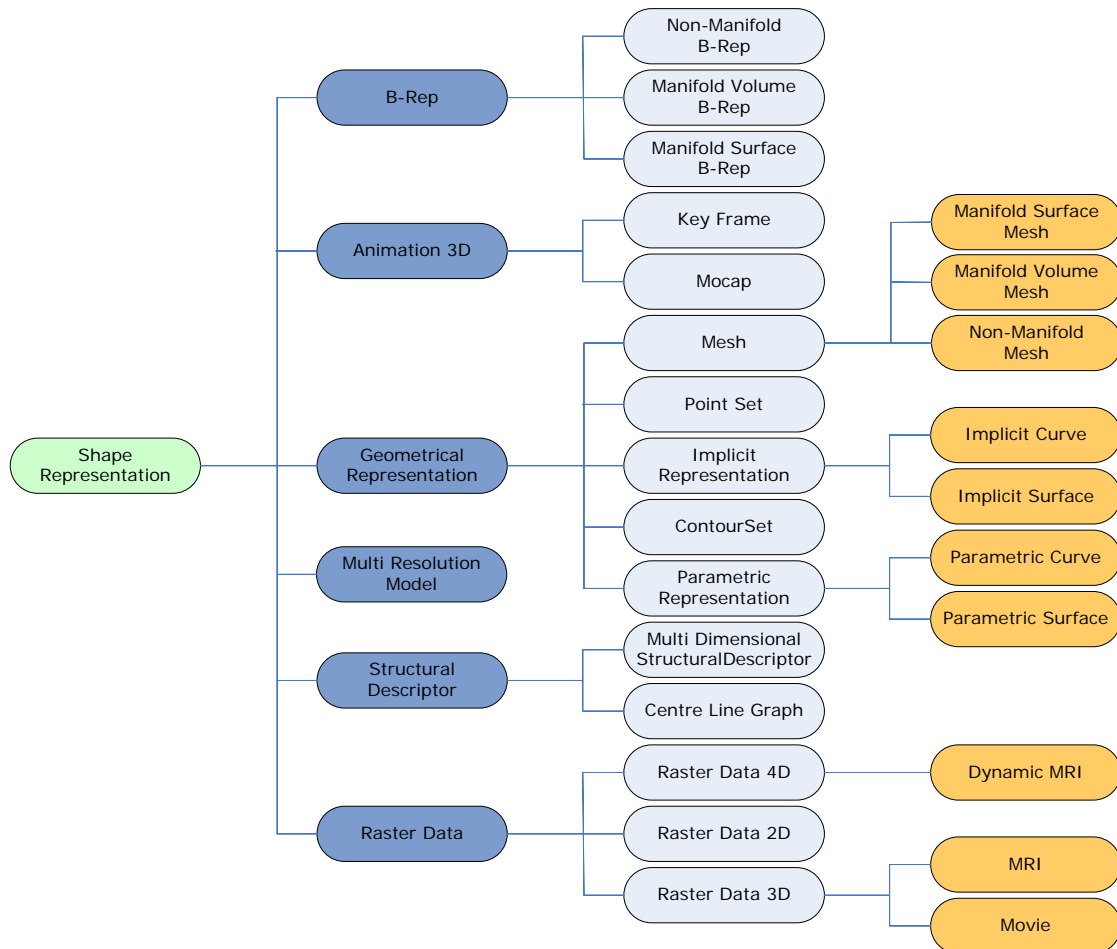 Non-Manifold
B-Rep
B-Rep
Manifold Volume
B-Rep
Manifold Surface
B-Rep
Manifold Surface
Mesh
Key Frame
Animation 3D
Manifold Volume
Mesh
Mocap
Mesh
Non-Manifold
Mesh
Point Set
Implicit Curve
Shape
Representation
Geometrical
Representation
Implicit
Representation
Implicit Surface
ContourSet
Parametric Curve
Multi Resolution
Model
Parametric
Representation
Parametric Surface
Multi Dimensional
StructuralDescriptor
Structural
Descriptor
Centre Line Graph
Raster Data 4D
Dynamic MRI
Raster Data
Raster Data 2D
MRI
Raster Data 3D
Movie